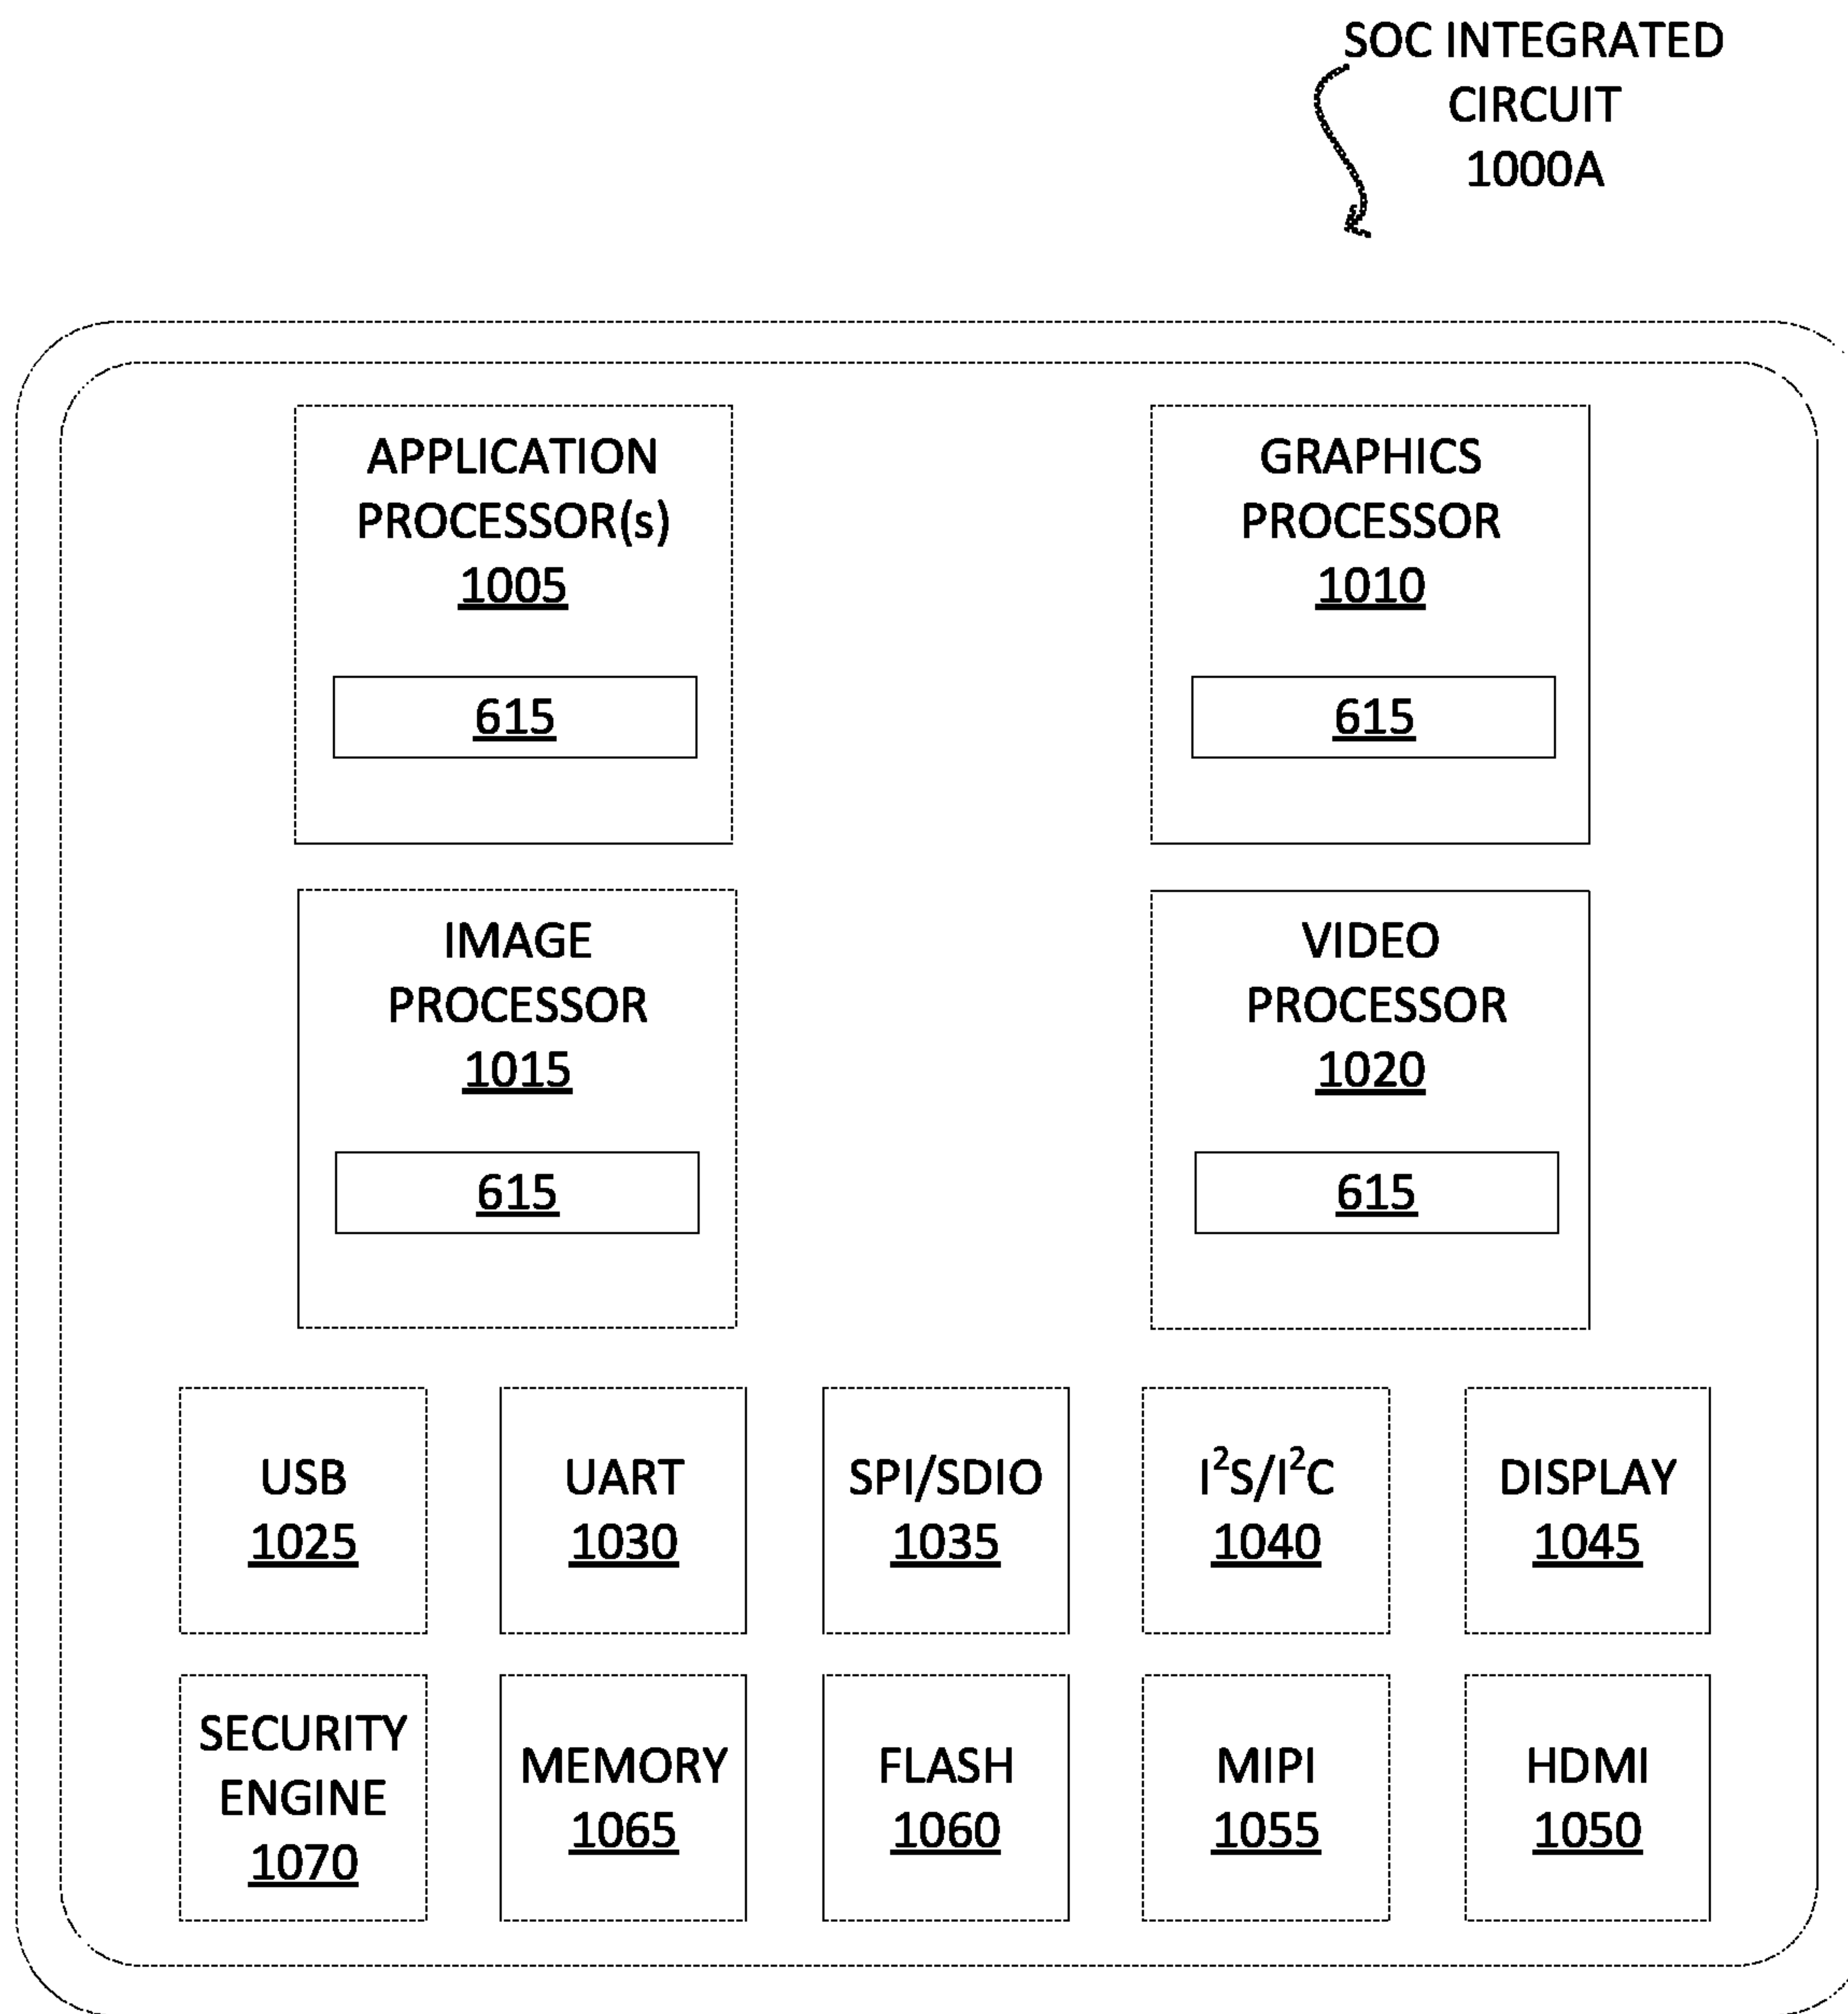 SOC INTEGRATED
CIRCUIT
1000A
APPLICATION
PROCESSOR(s)
1005
615
GRAPHICS
PROCESSOR
1010
615
IMAGE
PROCESSOR
1015
615
VIDEO
PROCESSOR
1020
615
USB
1025
UART
1030
SPI/SDIO
1035
I²S/I²C
1040
DISPLAY
1045
SECURITY
ENGINE
1070
MEMORY
1065
FLASH
1060
MIPI
1055
HDMI
1050